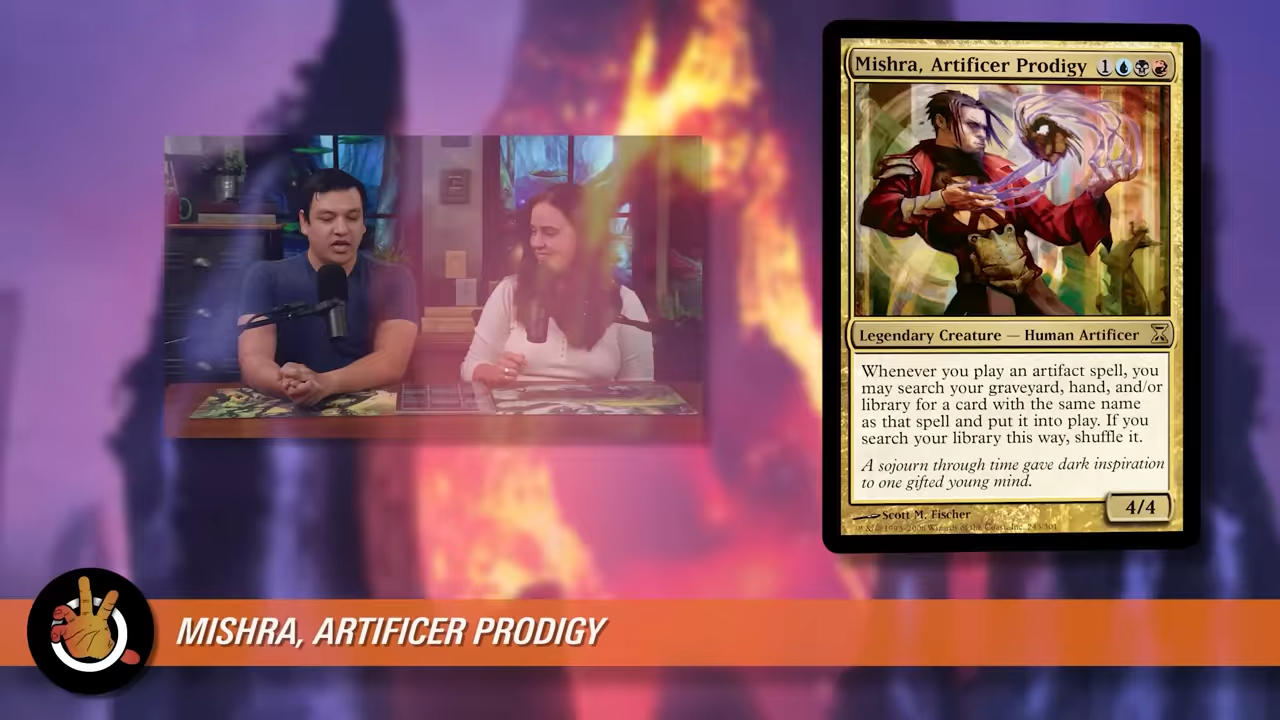 Mishra, Artificer Prodigy 1
Legendary Creature — Human Artificer
Whenever you play an artifact spell, you
may search your graveyard, hand, and/or
library for a card with the same name
as that spell and put it into play. If you
search your library this way, shuffle it.
A sojourn through time gave dark inspiration
to one gifted young mind.
4/4
Scott M. Fischer
MISHRA, ARTIFICER PRODIGY